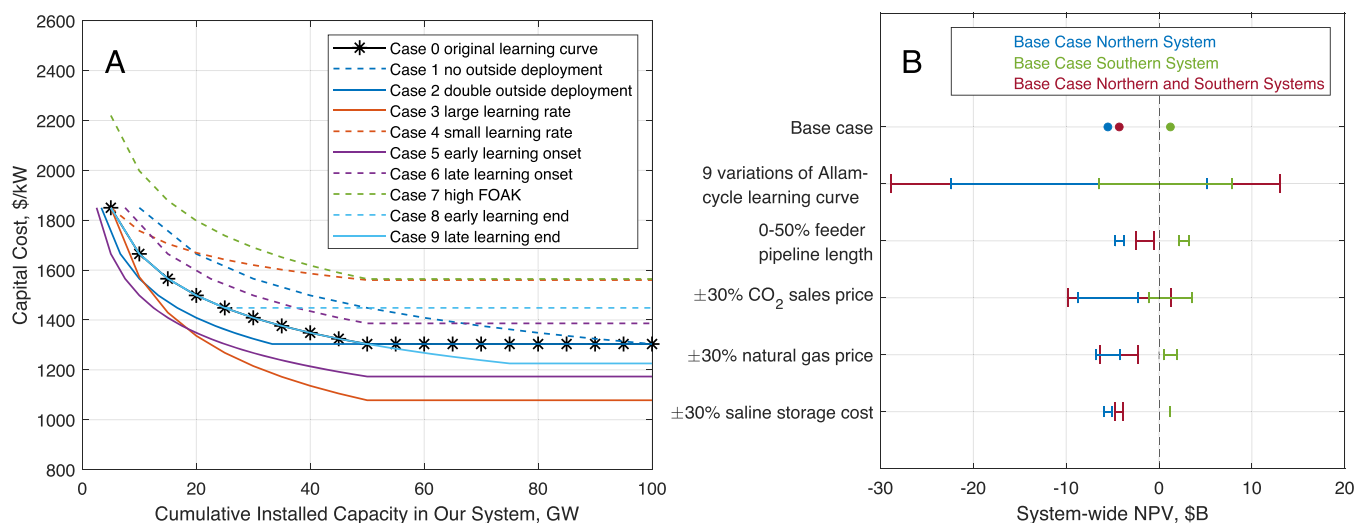 A
2600
2400
2200
2000
1800
1600
1400
1200
1000
800
Capital Cost, $/kW
0
20
40
60
80
100
Cumulative Installed Capacity in Our System, GW
Case 0 original learning curve
Case 1 no outside deployment
Case 2 double outside deployment
Case 3 large learning rate
Case 4 small learning rate
Case 5 early learning onset
Case 6 late learning onset
Case 7 high FOAK
Case 8 early learning end
Case 9 late learning end
B
Base Case Northern System
Base Case Southern System
Base Case Northern and Southern Systems
Base case
9 variations of Allam-
cycle learning curve
0-50% feeder
pipeline length
±30% CO₂ sales price
±30% natural gas price
±30% saline storage cost
-30
-20
-10
0
10
20
System-wide NPV, $B